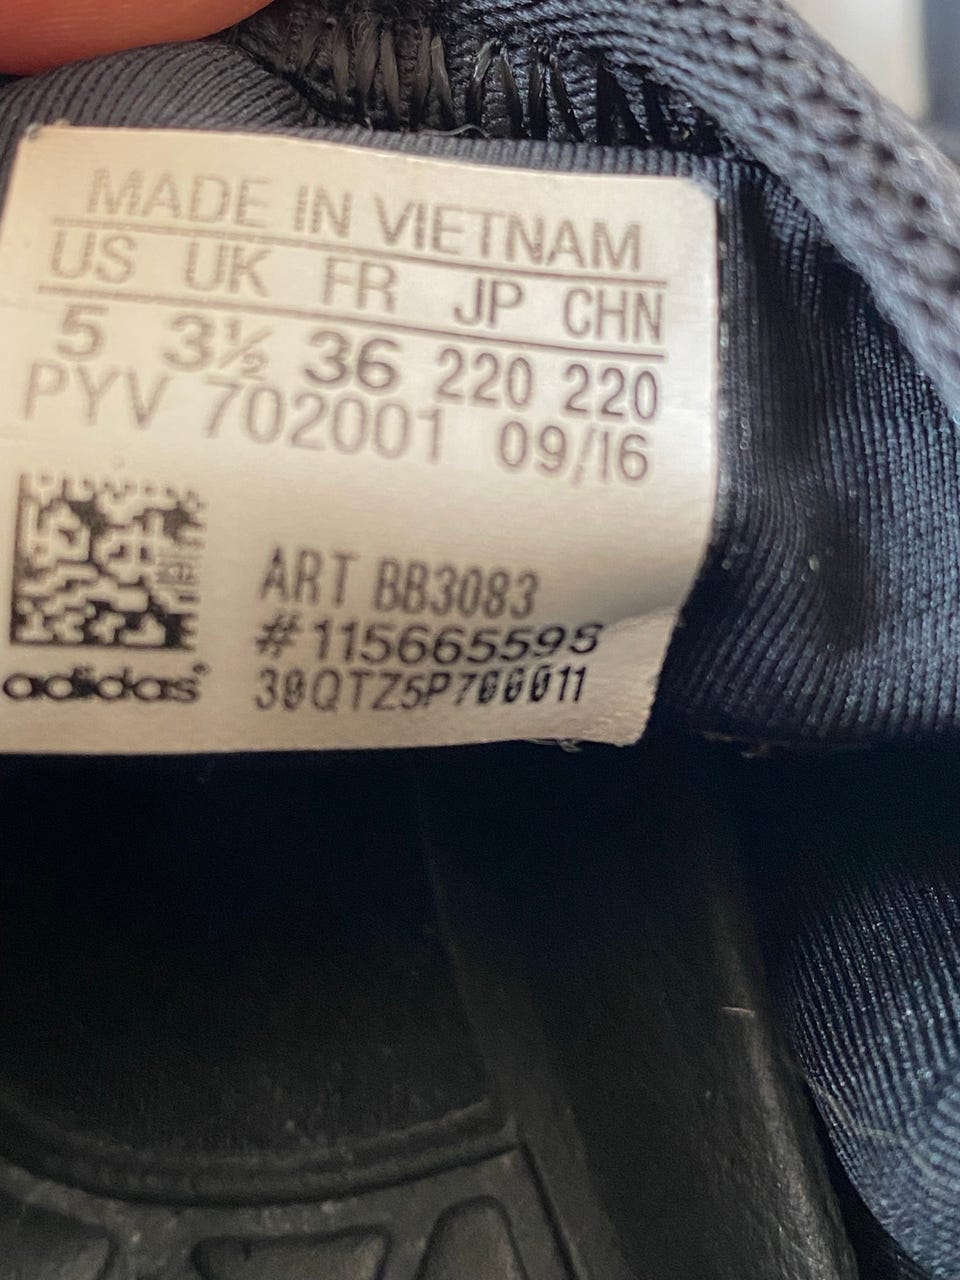 MADE IN VIETNAM
US UK FR JP CHN
5 3½ 36 220 220
PYV 702001 09/16
ART BB3083
#115665598
adidas®
39QTZ5P700011